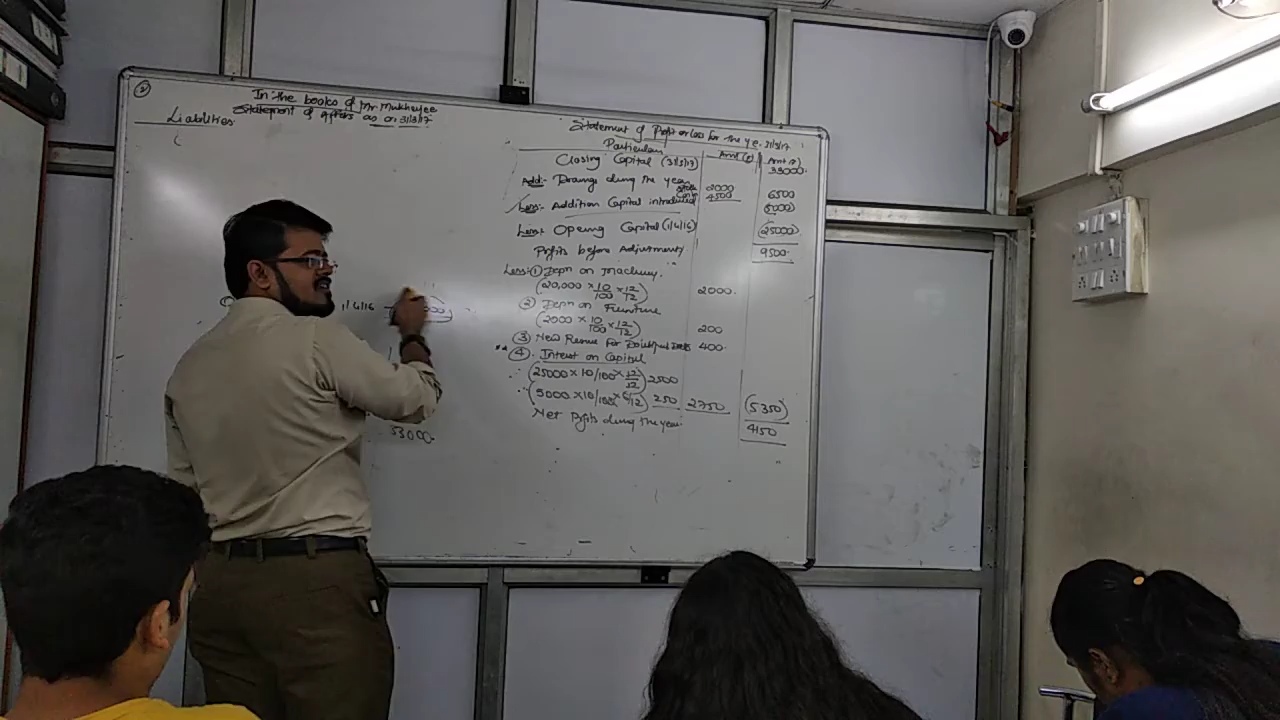 2
In the books of Mr Mukherjee
Statement of affairs as on 31/3/17
Liabilities
(
1/4/16
33000
Statement of Profit or loss for the y.e. 31/3/17
Particulars Amt (₹) Amt (₹)
Closing Capital (31/3/17) 33000
Add:- Drawings during the year 2000
4500 6500
Less:- Addition Capital introduced (5000)
Less:- Opening Capital (1/4/16) (25000)
Profits before Adjustment 9500
Less:- ① Depn on Machinery.
(20,000 × 10/100 × 12/12) 2000
② Depn on Furniture
(2000 × 10/100 × 12/12) 200
③ New Reserve for Doubtful Debts 400
④ Interest on Capital
(25000 × 10/100 × 12/12) 2500
(5000 × 10/100 × 6/12) 250 2750 (5350)
Net Profits during the year 4150